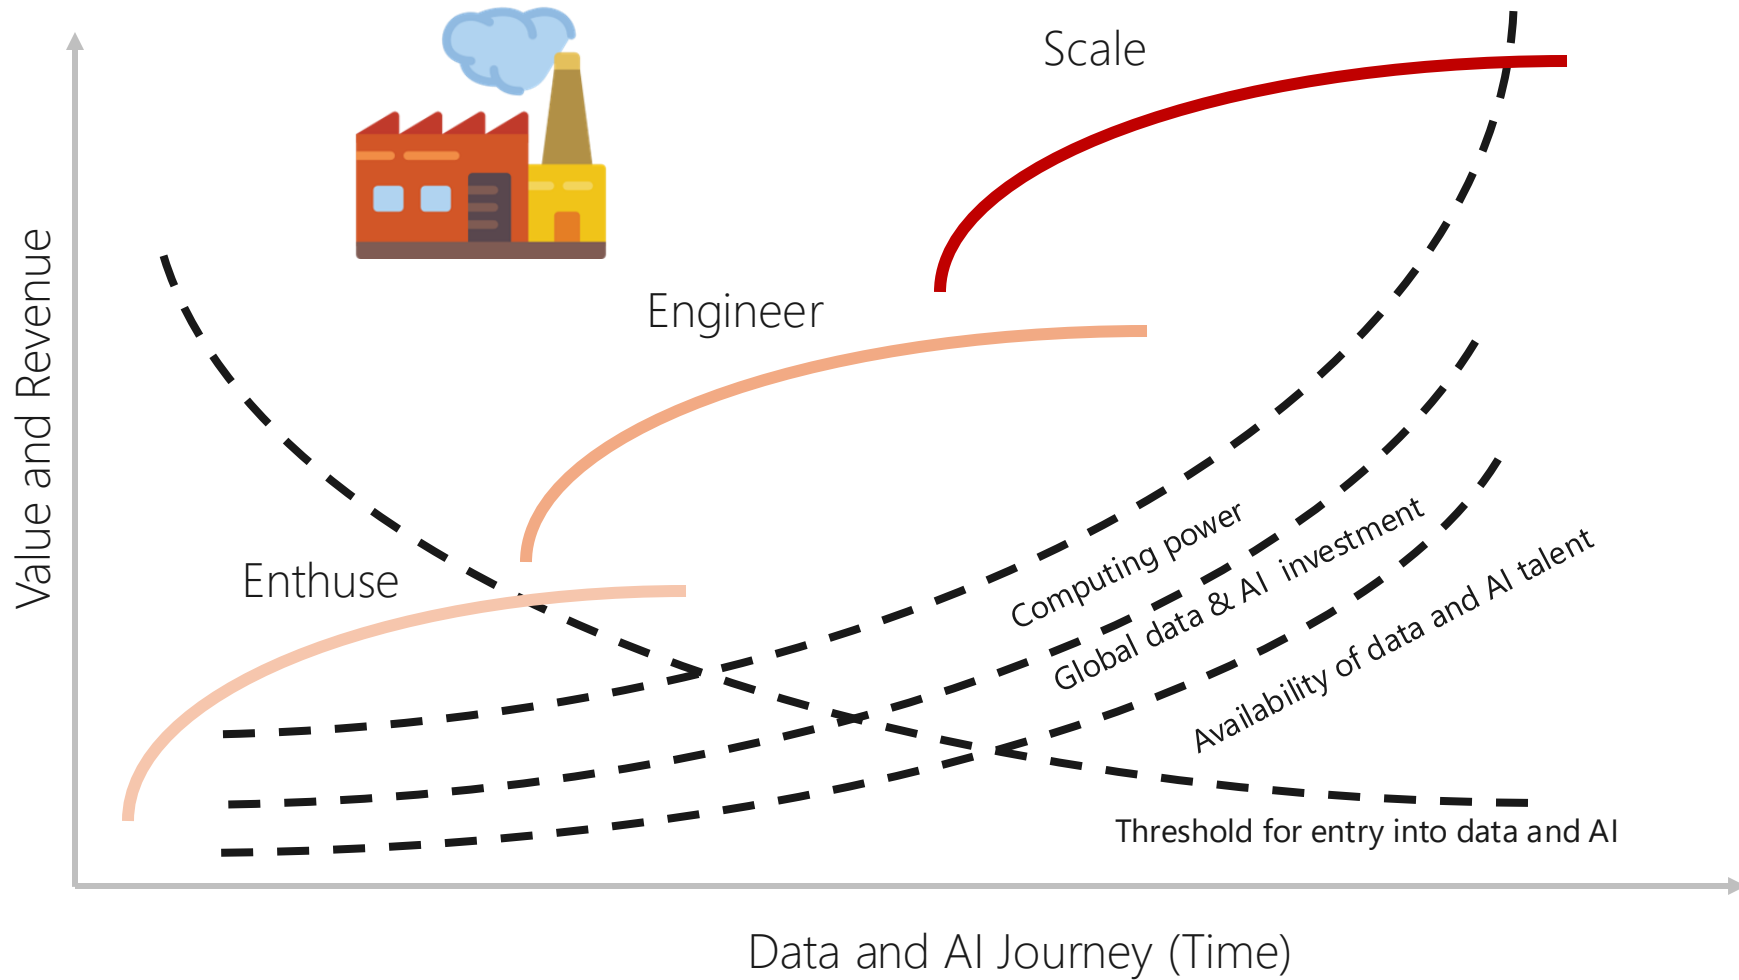 Scale
Engineer
Value and Revenue
Enthuse
Computing power
Global data & AI investment
Availability of data and AI talent
Threshold for entry into data and AI
Data and AI Journey (Time)